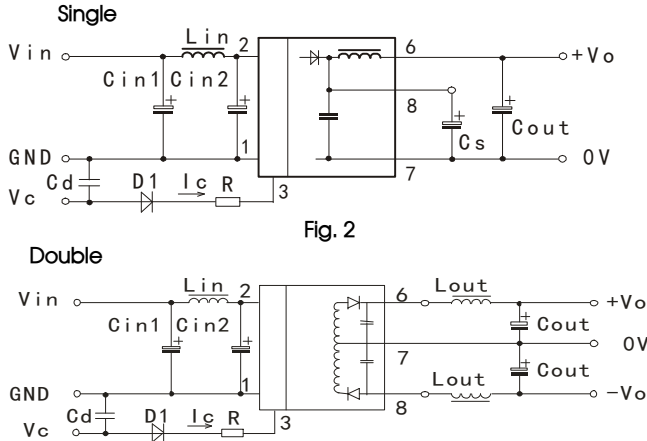 Single
Vin Lin 2 6 +Vo
Cin1 Cin2 + + 8 + Cs + Cout
GND 1 7 0V
Cd D1 Ic R
Vc 3
Fig. 2
Double
Vin Lin 2 6 Lout +Vo
Cin1 Cin2 + + + Cout
7 0V
+ Cout
GND 1 8 Lout -Vo
Cd D1 Ic R
Vc 3